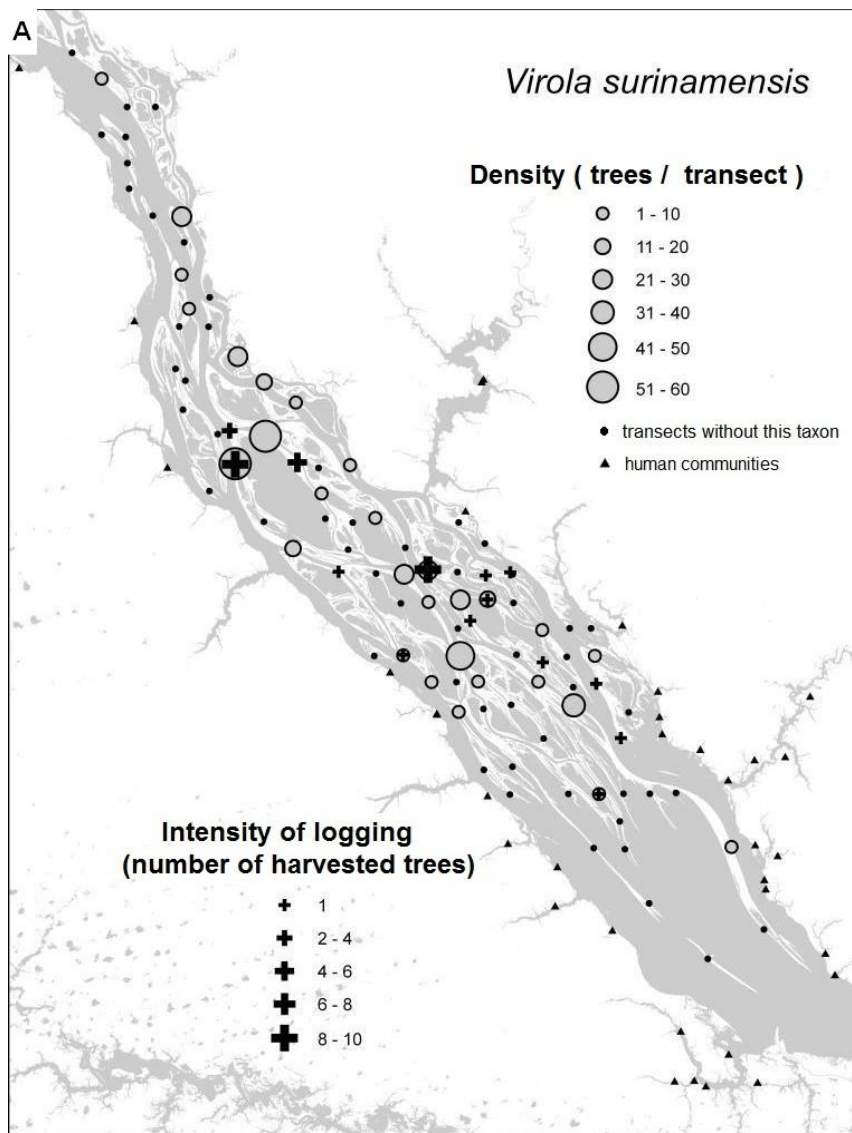 A
Virola surinamensis
Density ( trees / transect )
1 - 10
11 - 20
21 - 30
31 - 40
41 - 50
51 - 60
transects without this taxon
human communities
Intensity of logging
(number of harvested trees)
1
2 - 4
4 - 6
6 - 8
8 - 10